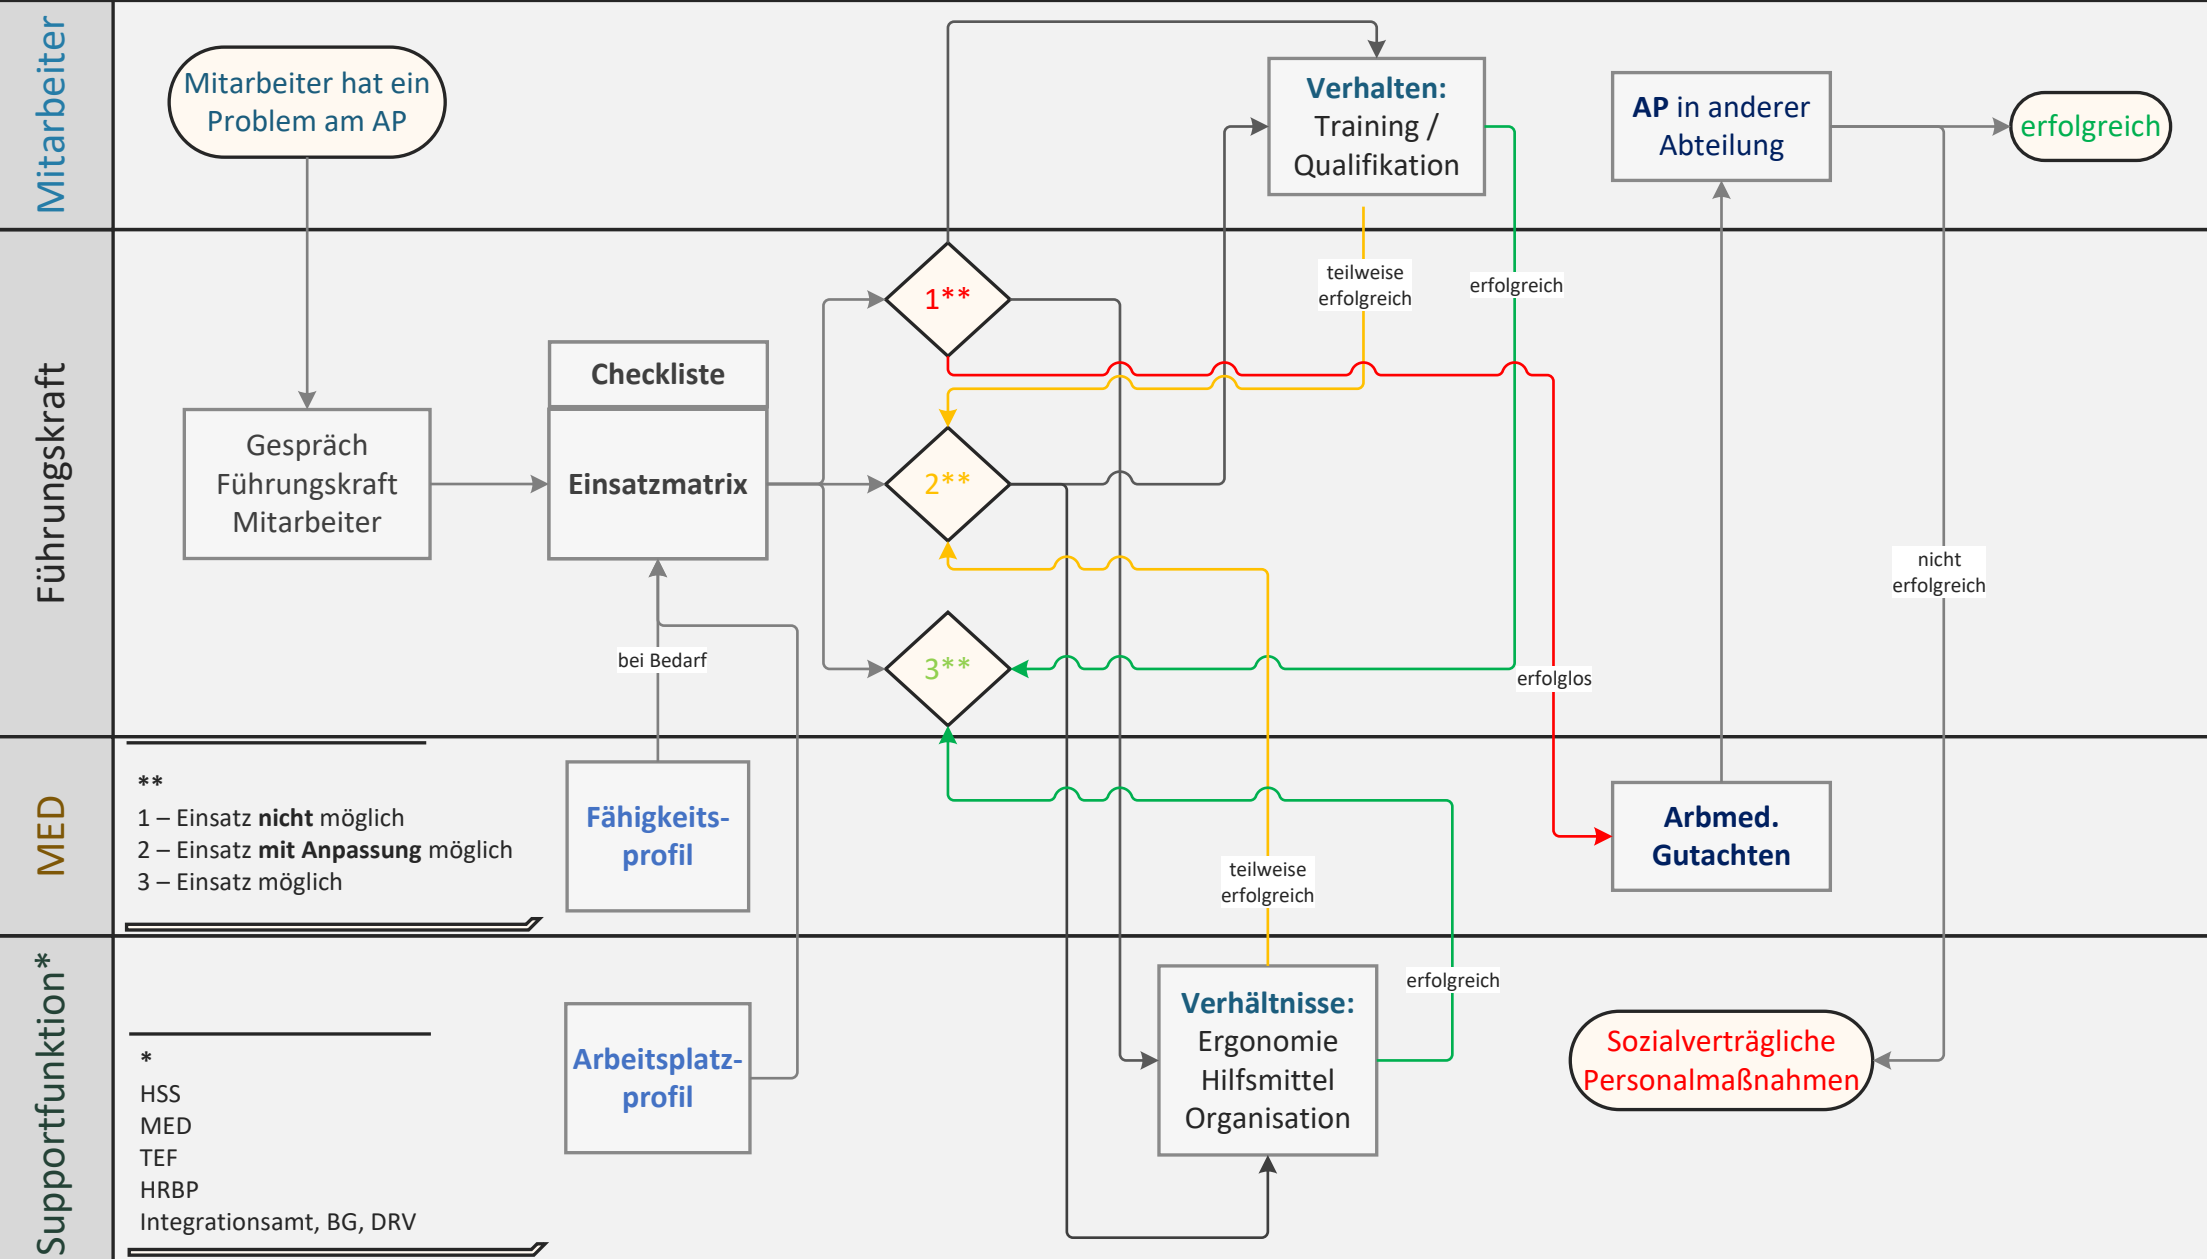 Mitarbeiter
Mitarbeiter hat ein
Problem am AP
Verhalten:
Training /
Qualifikation
AP in anderer
Abteilung
erfolgreich
Führungskraft
Gespräch
Führungskraft
Mitarbeiter
Checkliste
Einsatzmatrix
bei Bedarf
1**
2**
3**
teilweise
erfolgreich
erfolgreich
erfolglos
nicht
erfolgreich
MED
**
1 – Einsatz nicht möglich
2 – Einsatz mit Anpassung möglich
3 – Einsatz möglich
Fähigkeits-
profil
teilweise
erfolgreich
Arbmed.
Gutachten
Supportfunktion*
*
HSS
MED
TEF
HRBP
Integrationsamt, BG, DRV
Arbeitsplatz-
profil
Verhältnisse:
Ergonomie
Hilfsmittel
Organisation
erfolgreich
Sozialverträgliche
Personalmaßnahmen